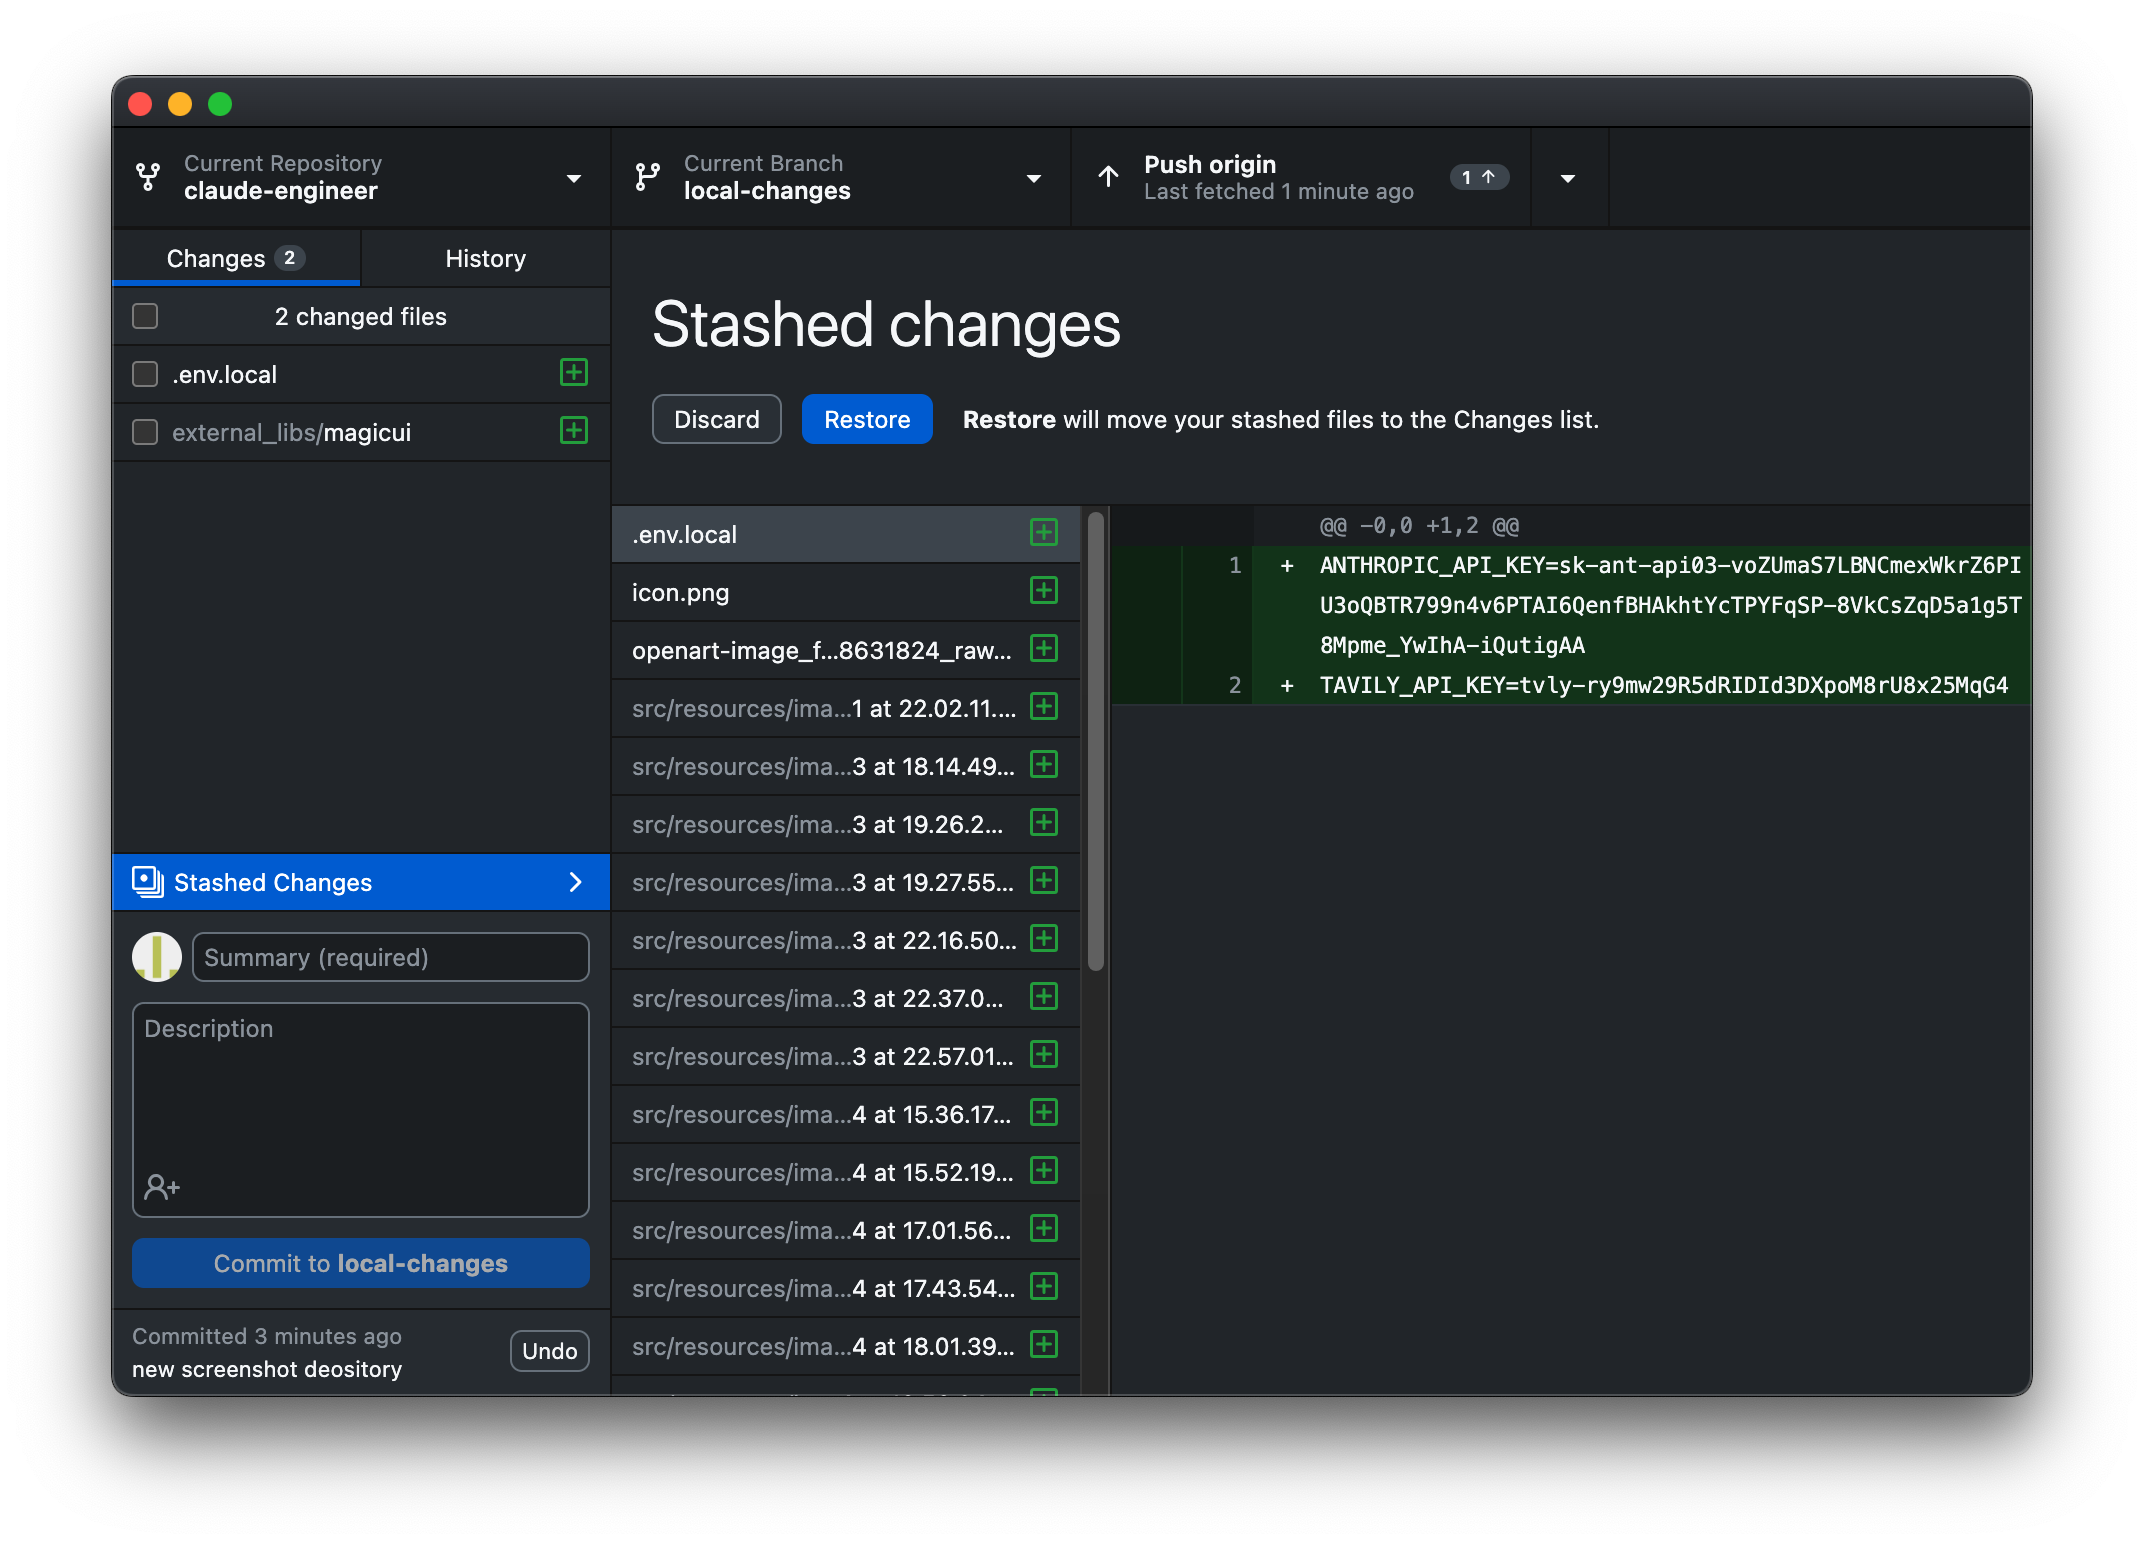 Current Repository
claude-engineer
Current Branch
local-changes
Push origin
Last fetched 1 minute ago
1
Changes 2
History
2 changed files
.env.local
external_libs/magicui
Stashed changes
Discard
Restore
Restore will move your stashed files to the Changes list.
.env.local
icon.png
openart-image_f...8631824_raw...
src/resources/ima...1 at 22.02.11....
src/resources/ima...3 at 18.14.49...
src/resources/ima...3 at 19.26.2...
src/resources/ima...3 at 19.27.55...
src/resources/ima...3 at 22.16.50...
src/resources/ima...3 at 22.37.0...
src/resources/ima...3 at 22.57.01...
src/resources/ima...4 at 15.36.17...
src/resources/ima...4 at 15.52.19...
src/resources/ima...4 at 17.01.56...
src/resources/ima...4 at 17.43.54...
src/resources/ima...4 at 18.01.39...
@@ -0,0 +1,2 @@
1 + ANTHROPIC_API_KEY=sk-ant-api03-voZUmaS7LBNCmexWkrZ6PI
U3oQBTR799n4v6PTAI6QenfBHAkhtYcTPYFqSP-8VkCsZqD5a1g5T
8Mpme_YwIhA-iQutigAA
2 + TAVILY_API_KEY=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
Stashed Changes
Summary (required)
Description
Commit to local-changes
Committed 3 minutes ago
new screenshot deository
Undo